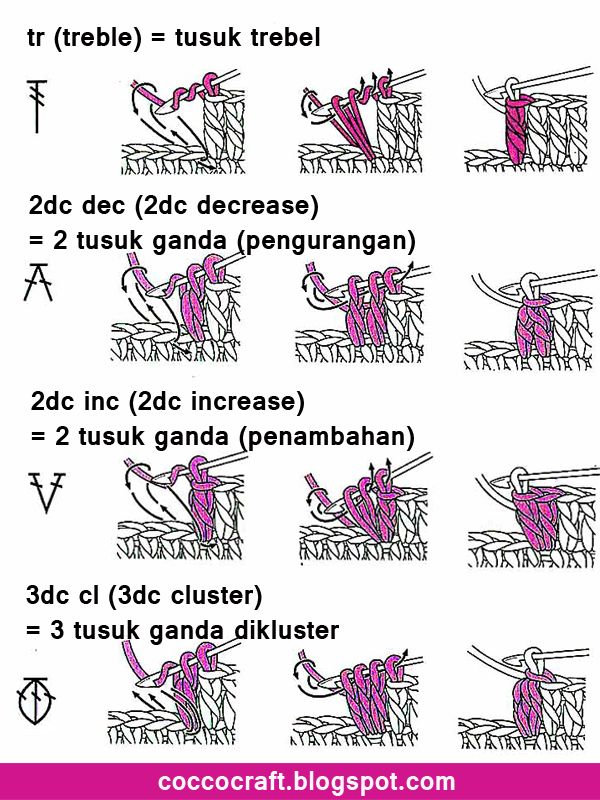 tr (treble) = tusuk trebel
2dc dec (2dc decrease)
= 2 tusuk ganda (pengurangan)
2dc inc (2dc increase)
= 2 tusuk ganda (penambahan)
3dc cl (3dc cluster)
= 3 tusuk ganda dikluster
coccocraft.blogspot.com